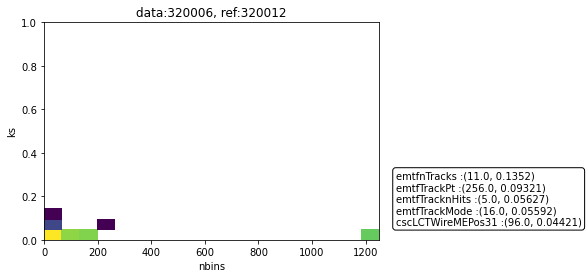 data:320006, ref:320012
1.0
0.8
0.6
0.4
0.2
0.0
ks
0
200
400
600
800
1000
1200
nbins
emtfnTracks :(11.0, 0.1352)
emtfTrackPt :(256.0, 0.09321)
emtfTracknHits :(5.0, 0.05627)
emtfTrackMode :(16.0, 0.05592)
cscLCTWireMEPos31 :(96.0, 0.04421)